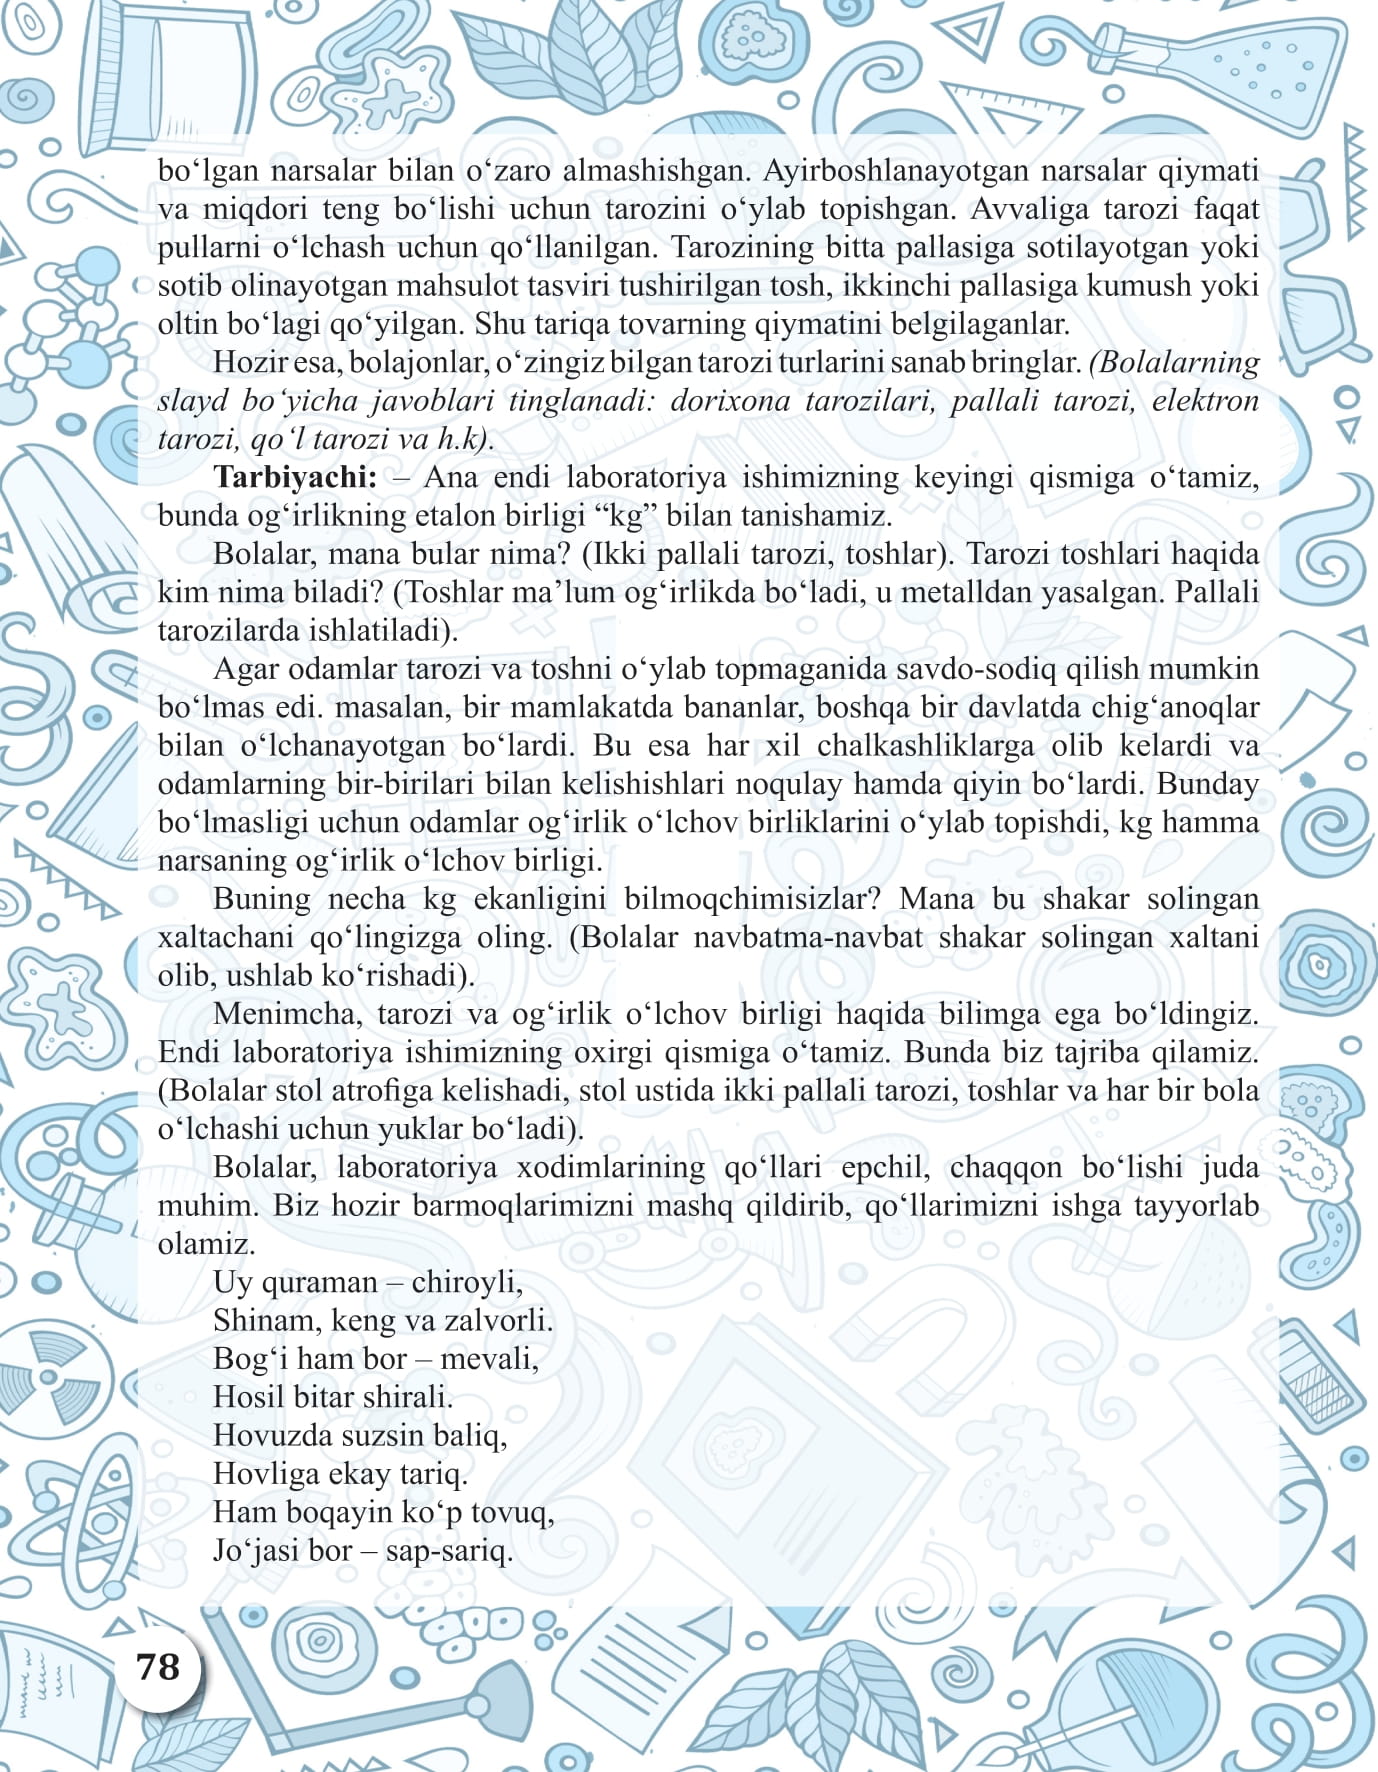 bo‘lgan narsalar bilan o‘zaro almashishgan. Ayirboshlanayotgan narsalar qiymati
va miqdori teng bo‘lishi uchun tarozini o‘ylab topishgan. Avvaliga tarozi faqat
pullarni o‘lchash uchun qo‘llanilgan. Tarozining bitta pallasiga sotilayotgan yoki
sotib olinayotgan mahsulot tasviri tushirilgan tosh, ikkinchi pallasiga kumush yoki
oltin bo‘lagi qo‘yilgan. Shu tariqa tovarning qiymatini belgilaganlar.
Hozir esa, bolajonlar, o‘zingiz bilgan tarozi turlarini sanab bringlar. (Bolalarning
slayd bo‘yicha javoblari tinglanadi: dorixona tarozilari, pallali tarozi, elektron
tarozi, qo‘l tarozi va h.k).
Tarbiyachi: – Ana endi laboratoriya ishimizning keyingi qismiga o‘tamiz,
bunda og‘irlikning etalon birligi “kg” bilan tanishamiz.
Bolalar, mana bular nima? (Ikki pallali tarozi, toshlar). Tarozi toshlari haqida
kim nima biladi? (Toshlar ma’lum og‘irlikda bo‘ladi, u metalldan yasalgan. Pallali
tarozilarda ishlatiladi).
Agar odamlar tarozi va toshni o‘ylab topmaganida savdo-sodiq qilish mumkin
bo‘lmas edi. masalan, bir mamlakatda bananlar, boshqa bir davlatda chig‘anoqlar
bilan o‘lchanayotgan bo‘lardi. Bu esa har xil chalkashliklarga olib kelardi va
odamlarning bir-birilari bilan kelishishlari noqulay hamda qiyin bo‘lardi. Bunday
bo‘lmasligi uchun odamlar og‘irlik o‘lchov birliklarini o‘ylab topishdi, kg hamma
narsaning og‘irlik o‘lchov birligi.
Buning necha kg ekanligini bilmoqchimisizlar? Mana bu shakar solingan
xaltachani qo‘lingizga oling. (Bolalar navbatma-navbat shakar solingan xaltani
olib, ushlab ko‘rishadi).
Menimcha, tarozi va og‘irlik o‘lchov birligi haqida bilimga ega bo‘ldingiz.
Endi laboratoriya ishimizning oxirgi qismiga o‘tamiz. Bunda biz tajriba qilamiz.
(Bolalar stol atrofiga kelishadi, stol ustida ikki pallali tarozi, toshlar va har bir bola
o‘lchashi uchun yuklar bo‘ladi).
Bolalar, laboratoriya xodimlarining qo‘llari epchil, chaqqon bo‘lishi juda
muhim. Biz hozir barmoqlarimizni mashq qildirib, qo‘llarimizni ishga tayyorlab
olamiz.
Uy quraman – chiroyli,
Shinam, keng va zalvorli.
Bog‘i ham bor – mevali,
Hosil bitar shirali.
Hovuzda suzsin baliq,
Hovliga ekay tariq.
Ham boqayin ko‘p tovuq,
Jo‘jasi bor – sap-sariq.
78